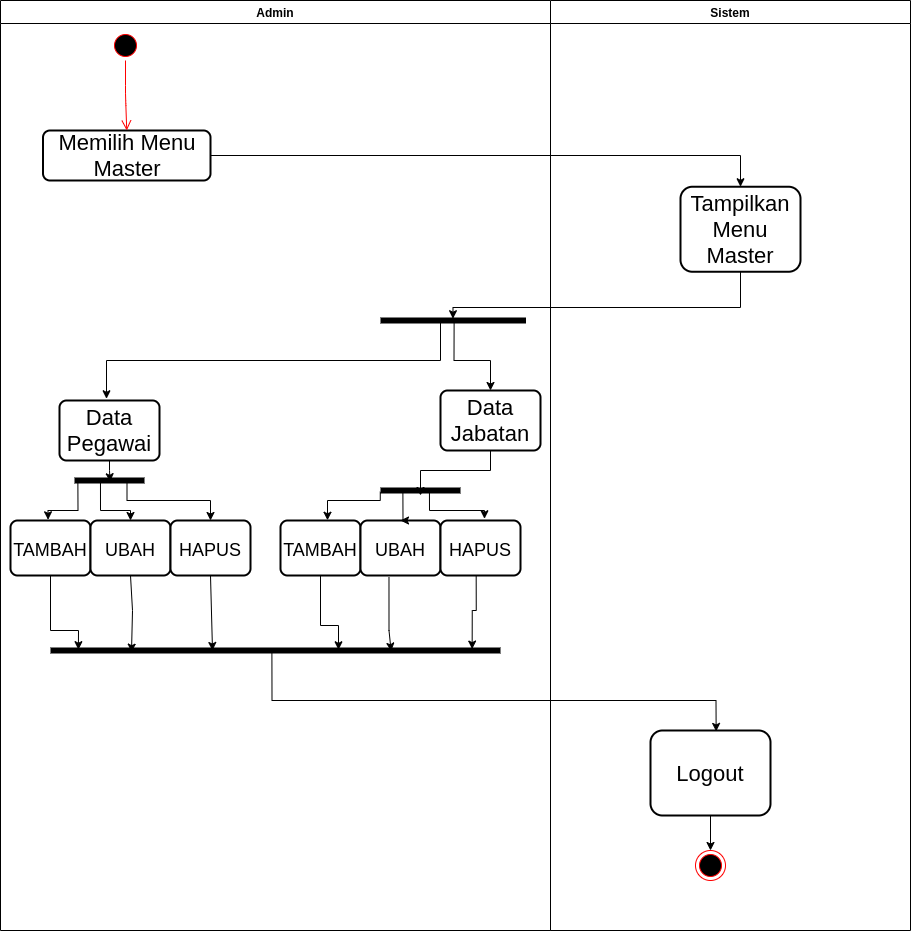 Admin
Sistem
Memilih Menu
Master
Tampilkan
Menu
Master
Data
Pegawai
Data
Jabatan
TAMBAH
UBAH
HAPUS
TAMBAH
UBAH
HAPUS
Logout